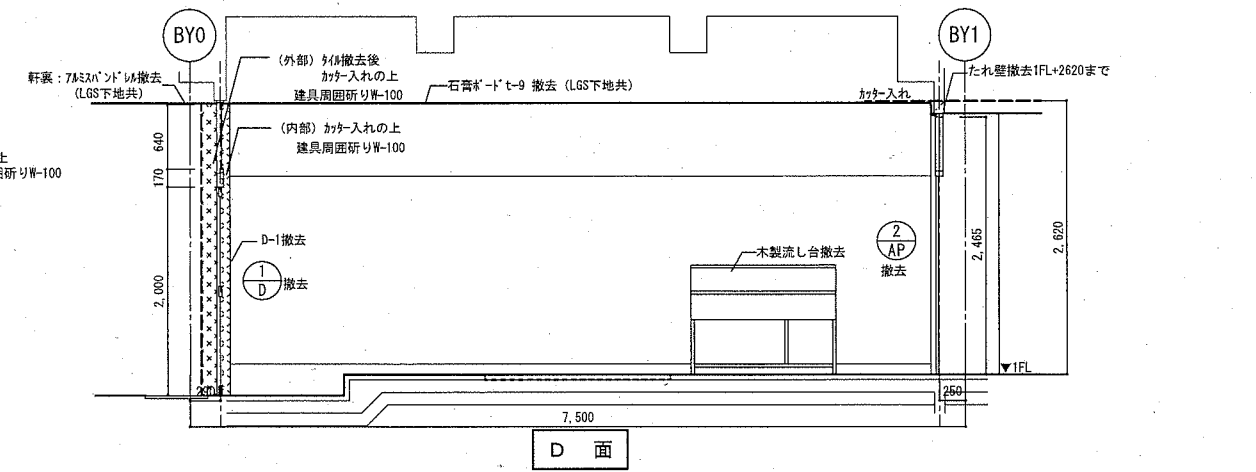 BY0
BY1
(外部) タイル撤去後
カッター入れの上
建具周囲斫りW-100
軒裏：アルミスパンドレル撤去
(LGS下地共)
石膏ボードt-9 撤去 (LGS下地共)
たれ壁撤去1FL+2620まで
カッター入れ
(内部) カッター入れの上
建具周囲斫りW-100
上
囲斫りW-100
640
170
2,000
D-1撤去
1
D
撤去
木製流し台撤去
2
AP
撤去
2,465
2,620
▼1FL
250
7,500
D 面